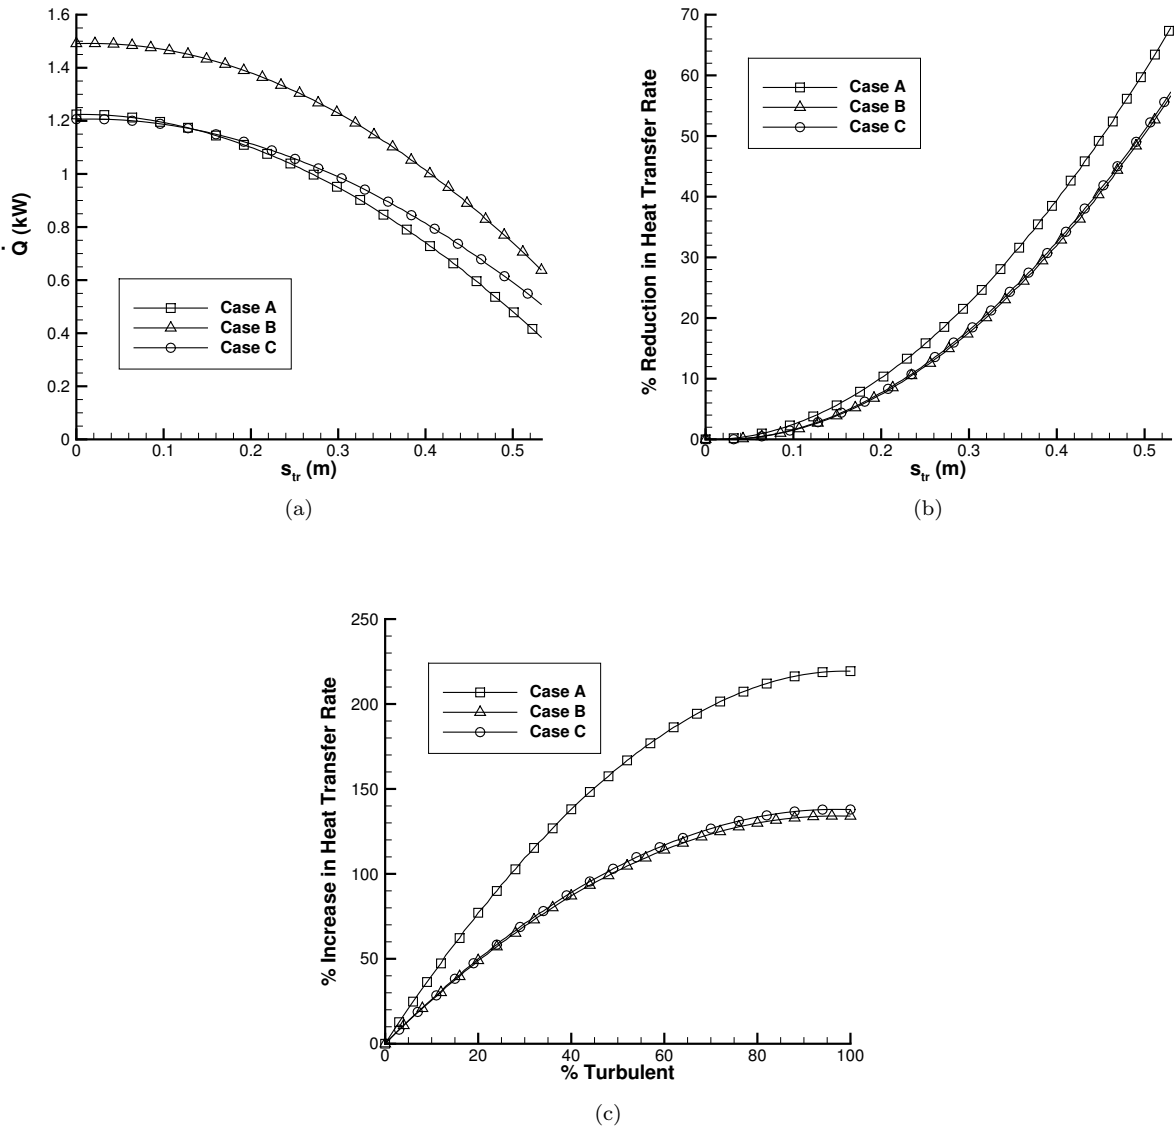 1.6
1.4
1.2
1
0.8
0.6
0.4
0.2
0
Q̇ (kW)
Case A
Case B
Case C
0 0.1 0.2 0.3 0.4 0.5
s_tr (m)
(a)
70
60
50
40
30
20
10
0
% Reduction in Heat Transfer Rate
Case A
Case B
Case C
0 0.1 0.2 0.3 0.4 0.5
s_tr (m)
(b)
250
200
150
100
50
0
% Increase in Heat Transfer Rate
Case A
Case B
Case C
0 20 40 60 80 100
% Turbulent
(c)